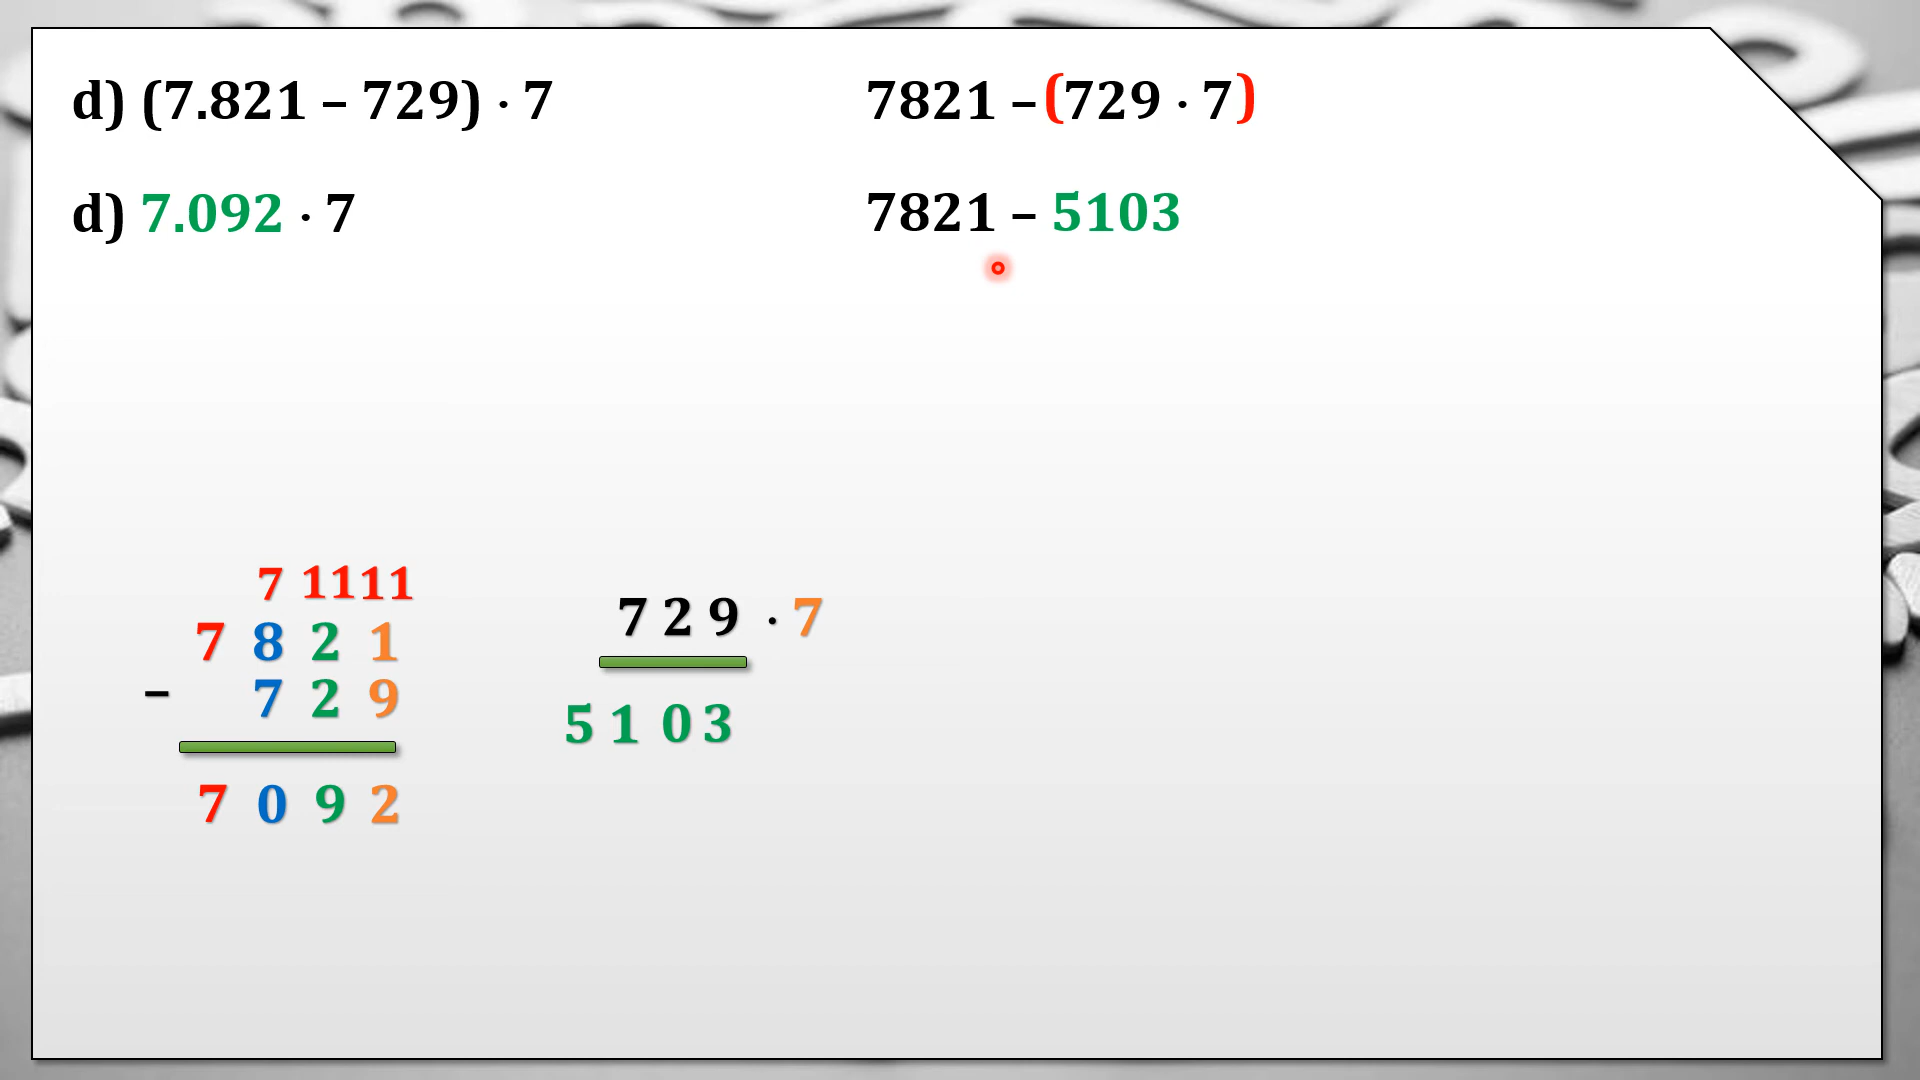 d) (7.821 – 729) · 7
7821 – (729 · 7)
d) 7.092 · 7
7821 – 5103
7 1111
7 8 2 1
– 7 2 9
7 0 9 2
7 2 9 · 7
5 1 0 3